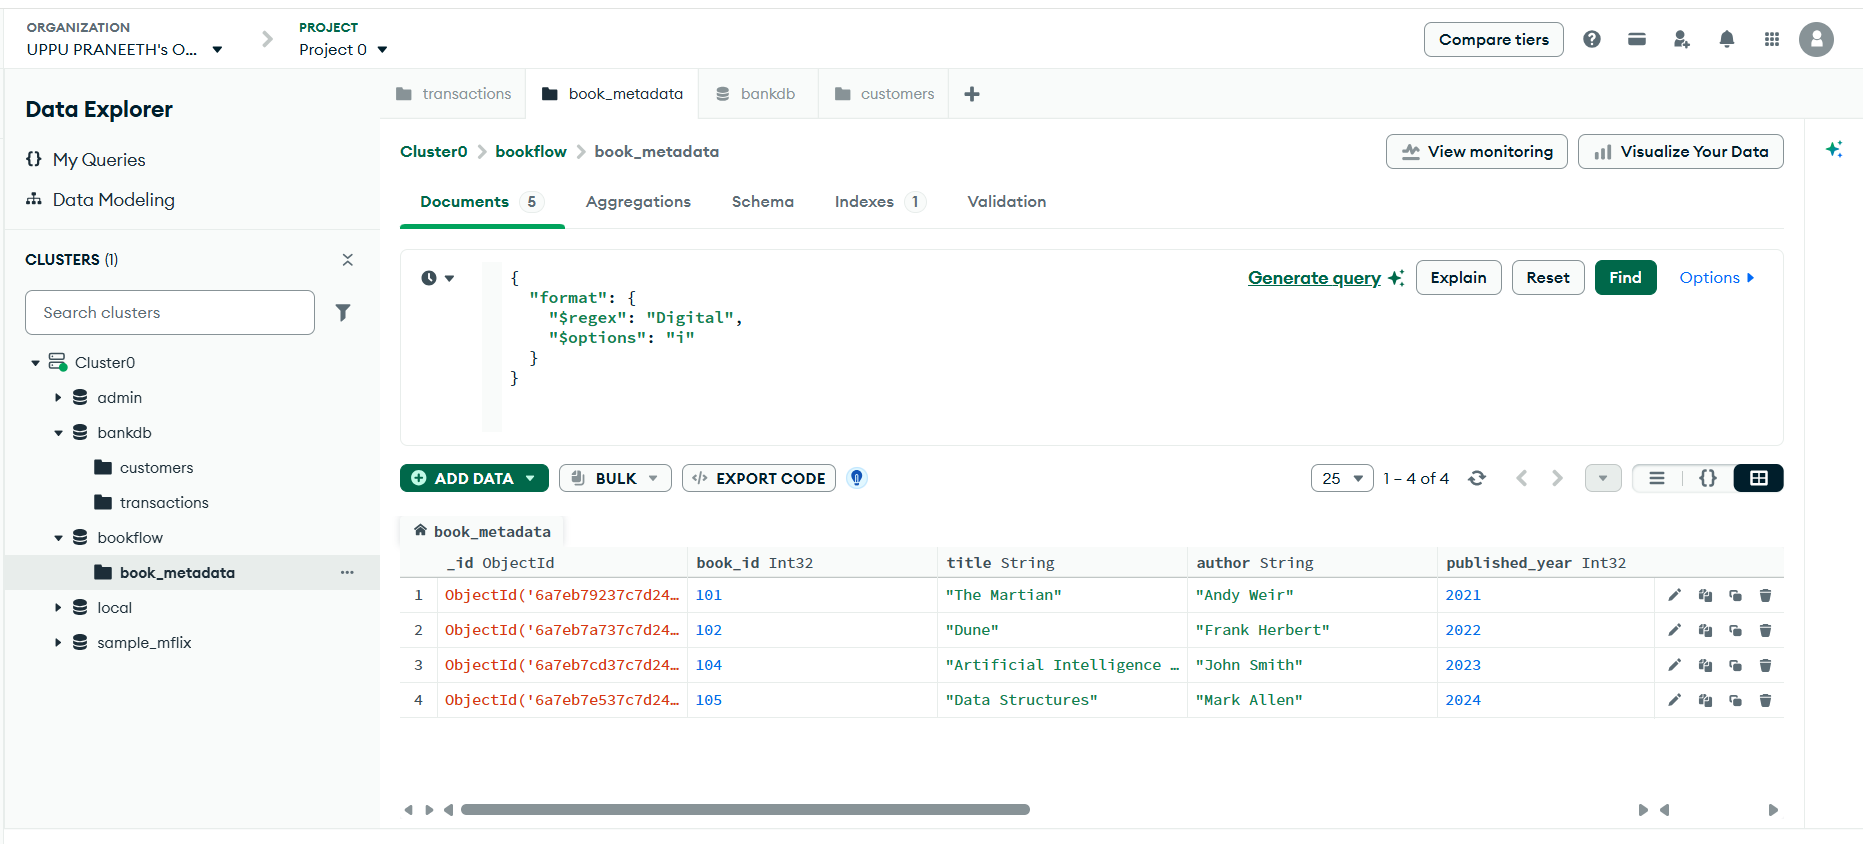 ORGANIZATION
UPPU PRANEETH's O...
PROJECT
Project 0
Compare tiers
Data Explorer
My Queries
Data Modeling
CLUSTERS (1)
Search clusters
Cluster0
admin
bankdb
customers
transactions
bookflow
book_metadata
local
sample_mflix
transactions
book_metadata
bankdb
customers
Cluster0
bookflow
book_metadata
View monitoring
Visualize Your Data
Documents 5
Aggregations
Schema
Indexes 1
Validation
{
"format": {
"$regex": "Digital",
"$options": "i"
}
}
Generate query
Explain
Reset
Find
Options
ADD DATA
BULK
EXPORT CODE
25
1 – 4 of 4
book_metadata
_id ObjectId book_id Int32 title String author String published_year Int32
1 ObjectId('6a7eb79237c7d24… 101 "The Martian" "Andy Weir" 2021
2 ObjectId('6a7eb7a737c7d24… 102 "Dune" "Frank Herbert" 2022
3 ObjectId('6a7eb7cd37c7d24… 104 "Artificial Intelligence … "John Smith" 2023
4 ObjectId('6a7eb7e537c7d24… 105 "Data Structures" "Mark Allen" 2024